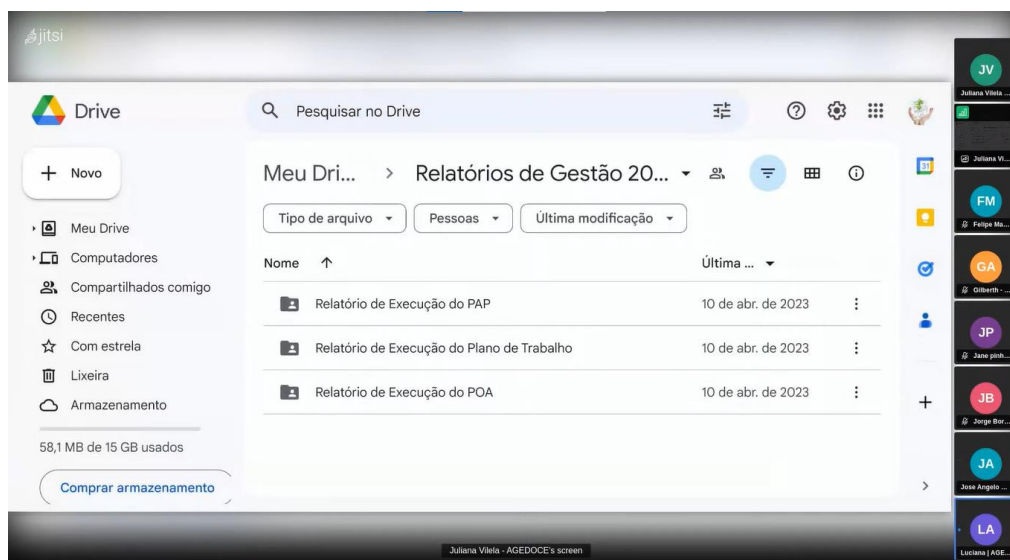 jitsi
Drive
Pesquisar no Drive
Novo
Meu Drive
Computadores
Compartilhados comigo
Recentes
Com estrela
Lixeira
Armazenamento
58,1 MB de 15 GB usados
Comprar armazenamento
Meu Dri... > Relatórios de Gestão 20...
Tipo de arquivo Pessoas Última modificação
Nome Última ...
Relatório de Execução do PAP 10 de abr. de 2023
Relatório de Execução do Plano de Trabalho 10 de abr. de 2023
Relatório de Execução do POA 10 de abr. de 2023
31
JV
Juliana Vilela ...
Juliana Vi...
FM
Felipe Ma...
GA
Gilberth - ...
JP
Jane pinh...
JB
Jorge Bor...
JA
Jose Angelo ...
LA
Luciana | AGE...
Juliana Vilela - AGEDOCE's screen